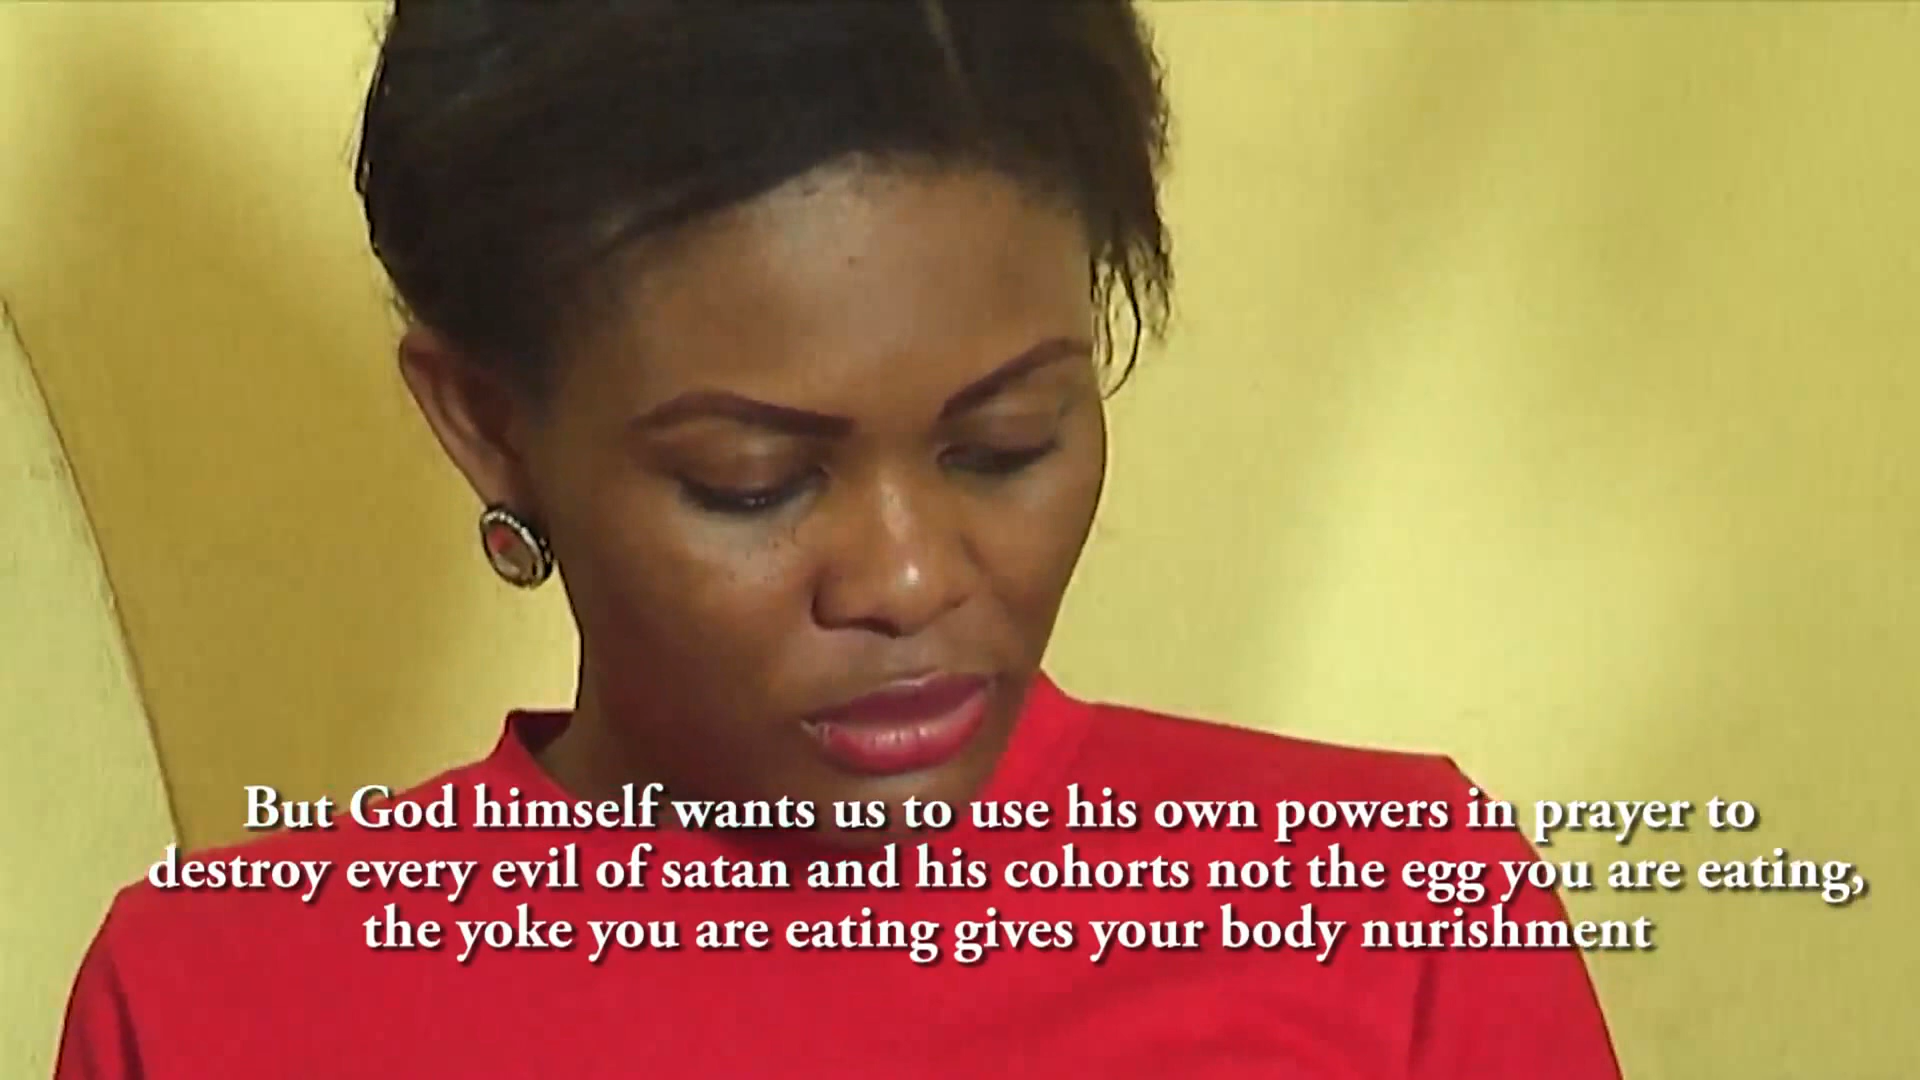 But God himself wants us to use his own powers in prayer to
destroy every evil of satan and his cohorts not the egg you are eating,
the yoke you are eating gives your body nurishment